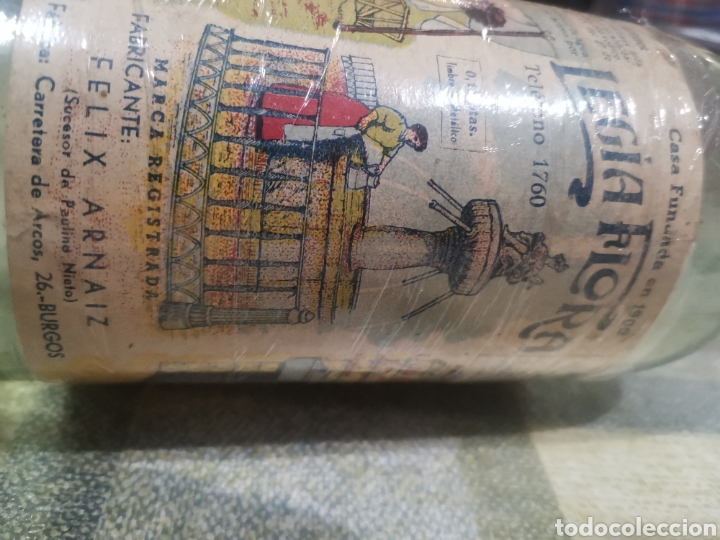 Casa Fundada en 1909
LEGÍA FLORA
Teléfono 1760
MARCA REGISTRADA
FABRICANTE:
FELIX ARNAIZ
(Sucesor de Paulino Nieto)
Carretera de Arcos, 26.-BURGOS
todocoleccion